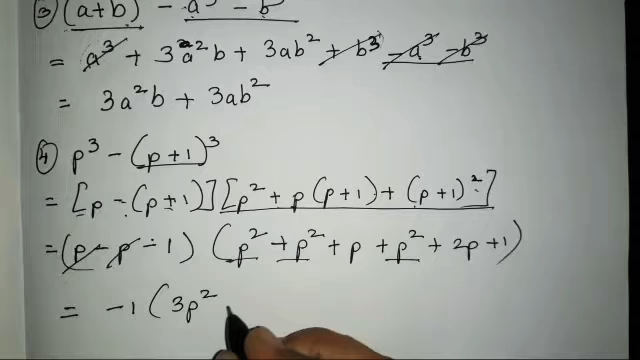 ③ (a+b)³ - a³ - b³
= a³ + 3a²b + 3ab² + b³ - a³ - b³
= 3a²b + 3ab²
④ p³ - (p+1)³
= [p - (p+1)] [p² + p(p+1) + (p+1)²]
= (p - p - 1) (p² + p² + p + p² + 2p + 1)
= -1 (3p²